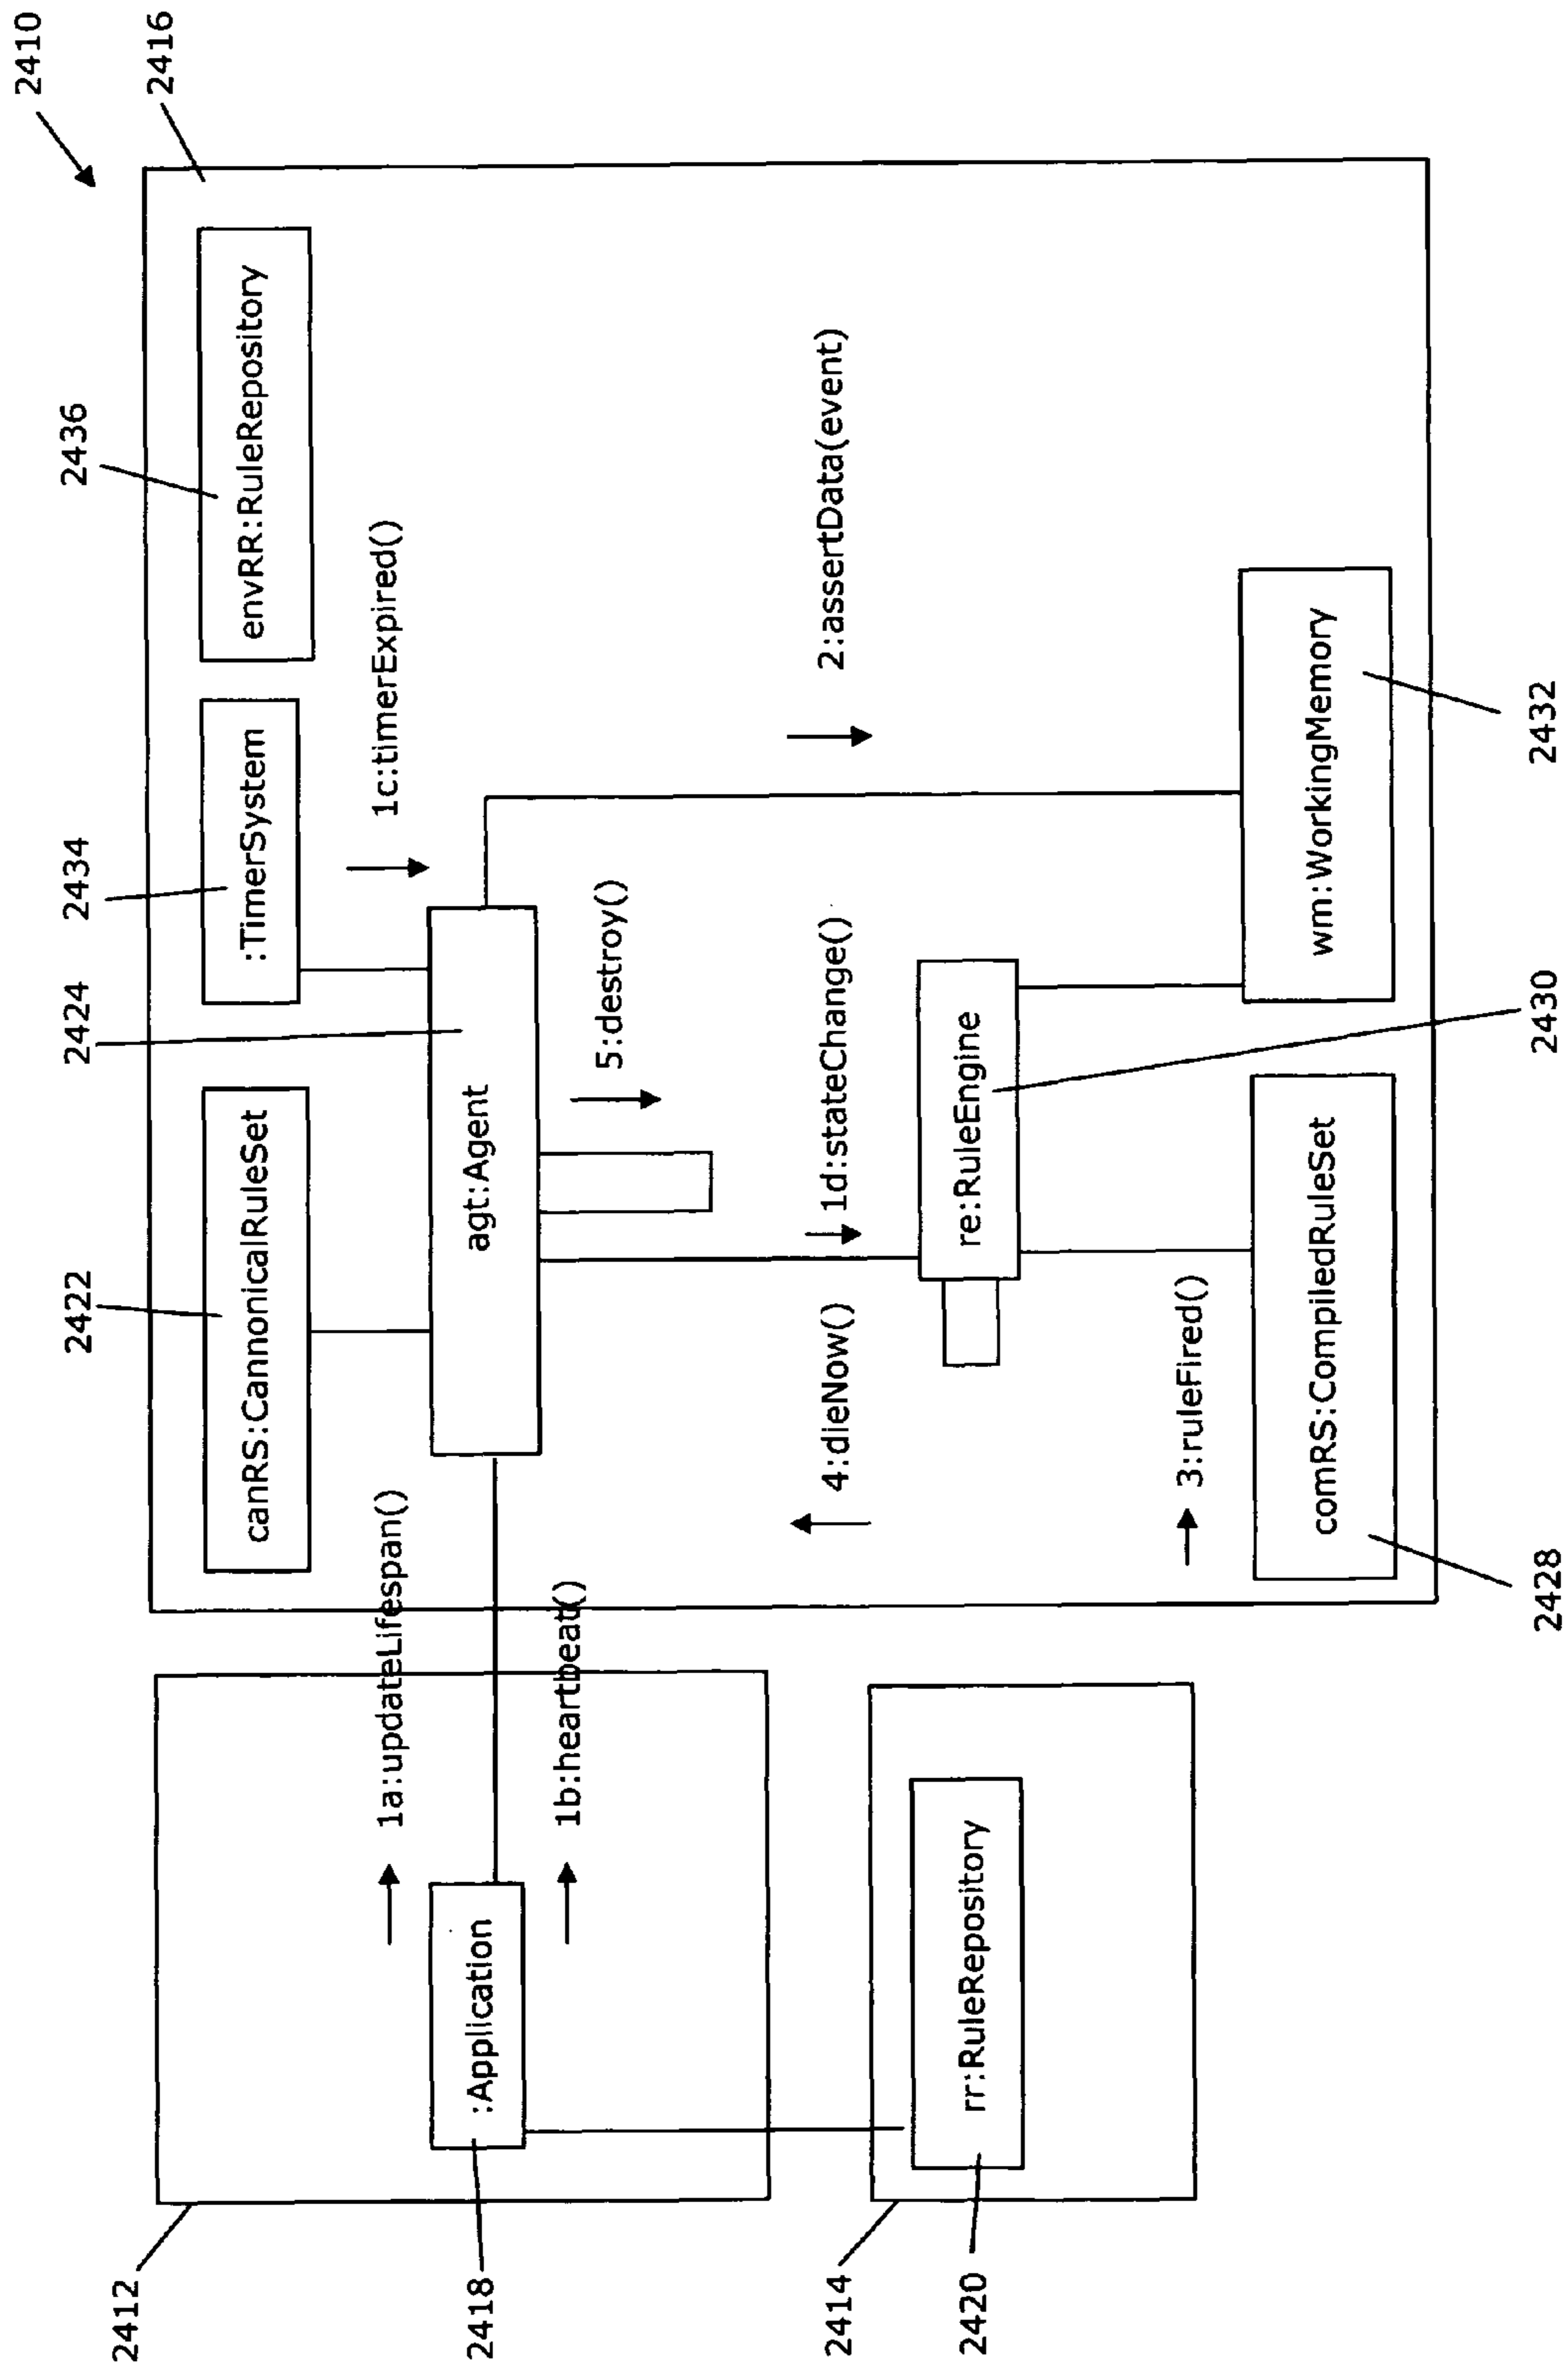 2410
2416
2436
envRR:RuleRepository
2434
:TimerSystem
1c:timerExpired()
2424
2422
canRS:CannonicalRuleSet
agt:Agent
5:destroy()
2:assertData(event)
1a:updateLifespan()
1b:heartbeat()
4:dieNow()
1d:stateChange()
re:RuleEngine
3:ruleFired()
wm:WorkingMemory
2432
2430
comRS:CompiledRuleSet
2428
2412
:Application
2418
2414
rr:RuleRepository
2420